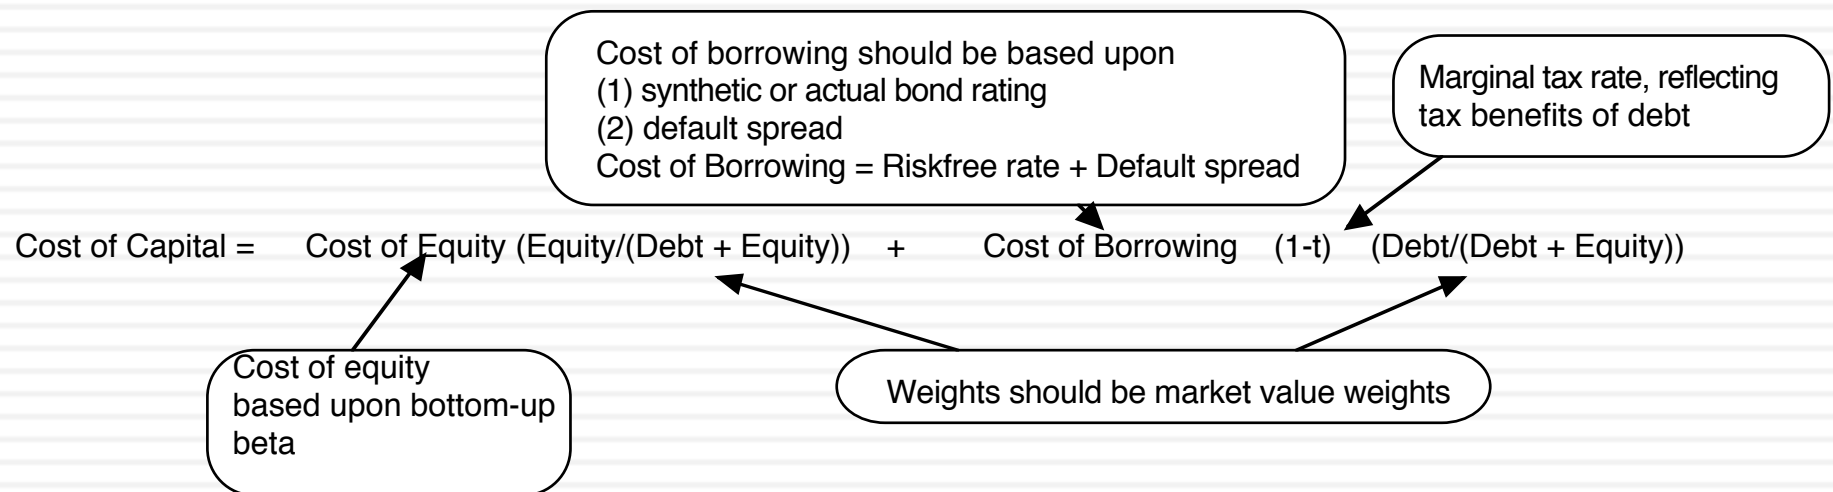 Cost of borrowing should be based upon
(1) synthetic or actual bond rating
(2) default spread
Cost of Borrowing = Riskfree rate + Default spread
Marginal tax rate, reflecting
tax benefits of debt
Cost of Capital = Cost of Equity (Equity/(Debt + Equity)) + Cost of Borrowing (1-t) (Debt/(Debt + Equity))
Cost of equity
based upon bottom-up
beta
Weights should be market value weights